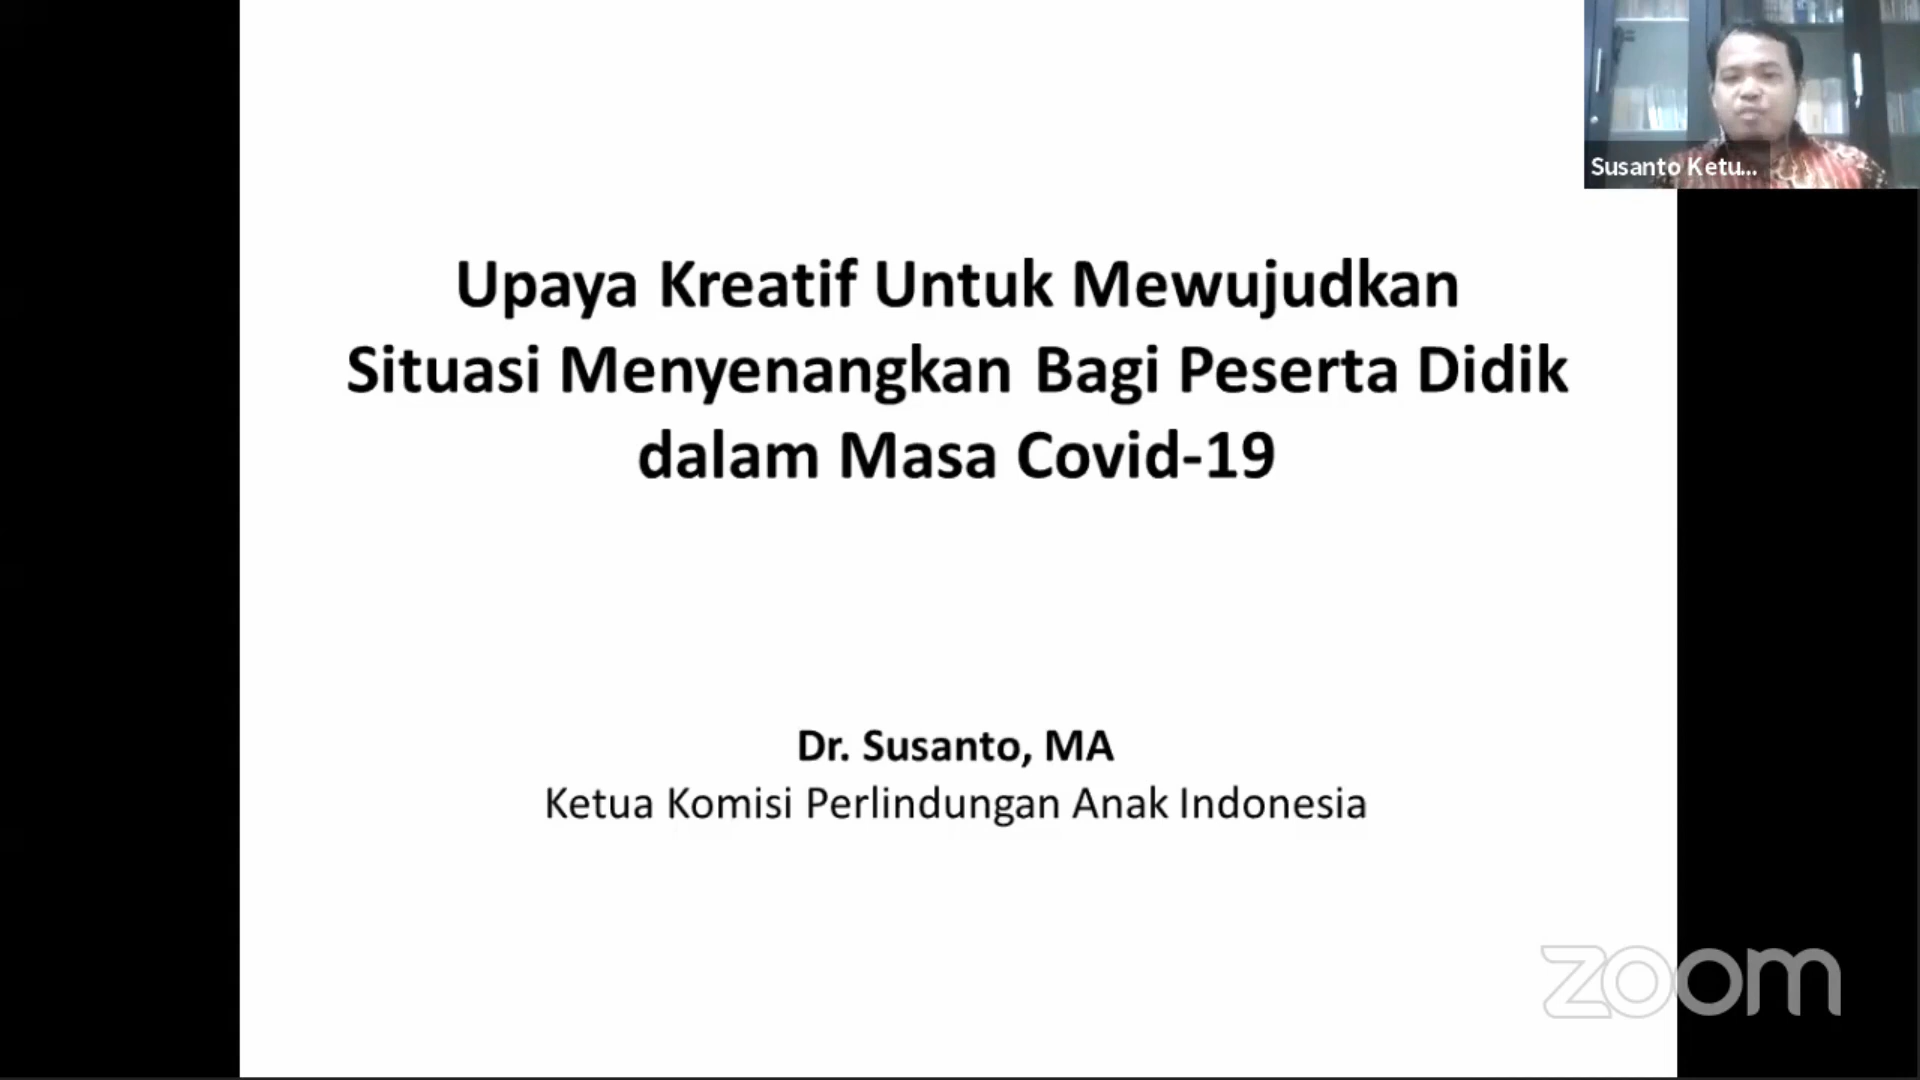 Susanto Ketu...
Upaya Kreatif Untuk Mewujudkan
Situasi Menyenangkan Bagi Peserta Didik
dalam Masa Covid-19
Dr. Susanto, MA
Ketua Komisi Perlindungan Anak Indonesia
zoom